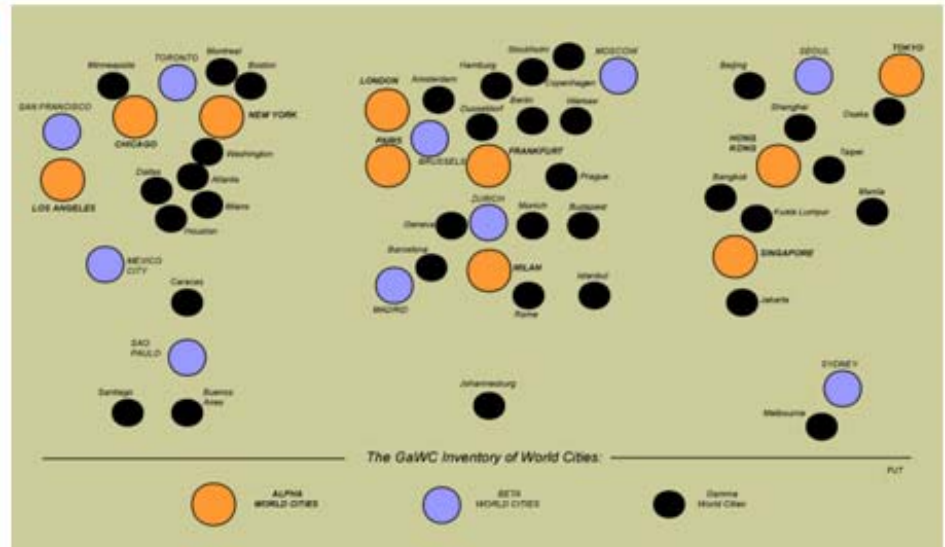 Minneapolis
TORONTO
Montreal
Boston
SAN FRANCISCO
CHICAGO
NEW YORK
Washington
Dallas
Atlanta
LOS ANGELES
Miami
Houston
MEXICO
CITY
Caracas
SAO
PAULO
Santiago
Buenos
Aires
LONDON
Amsterdam
Hamburg
Stockholm
Copenhagen
MOSCOW
Dusseldorf
Berlin
Warsaw
PARIS
BRUSSELS
FRANKFURT
Prague
ZURICH
Geneva
Munich
Budapest
Barcelona
MADRID
MILAN
Rome
Istanbul
Johannesburg
Beijing
SEOUL
TOKYO
Shanghai
Osaka
HONG
KONG
Taipei
Bangkok
Manila
Kuala Lumpur
SINGAPORE
Jakarta
SYDNEY
Melbourne
The GaWC Inventory of World Cities:
PJT
ALPHA
WORLD CITIES
BETA
WORLD CITIES
Gamma
World Cities